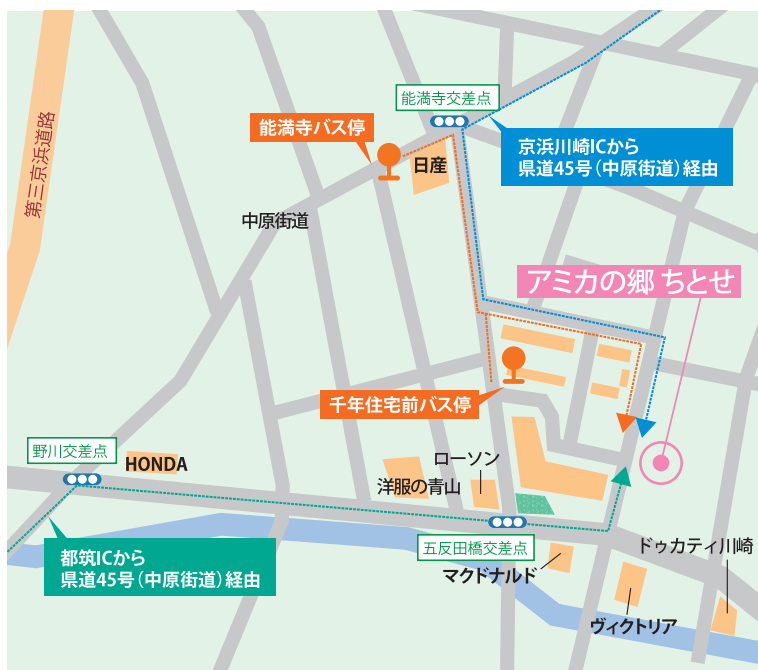 能満寺交差点
能満寺バス停
京浜川崎ICから
県道45号（中原街道）経由
日産
第三京浜道路
中原街道
アミカの郷 ちとせ
千年住宅前バス停
野川交差点
HONDA
ローソン
洋服の青山
五反田橋交差点
ドゥカティ川崎
都筑ICから
県道45号（中原街道）経由
マクドナルド
ヴィクトリア